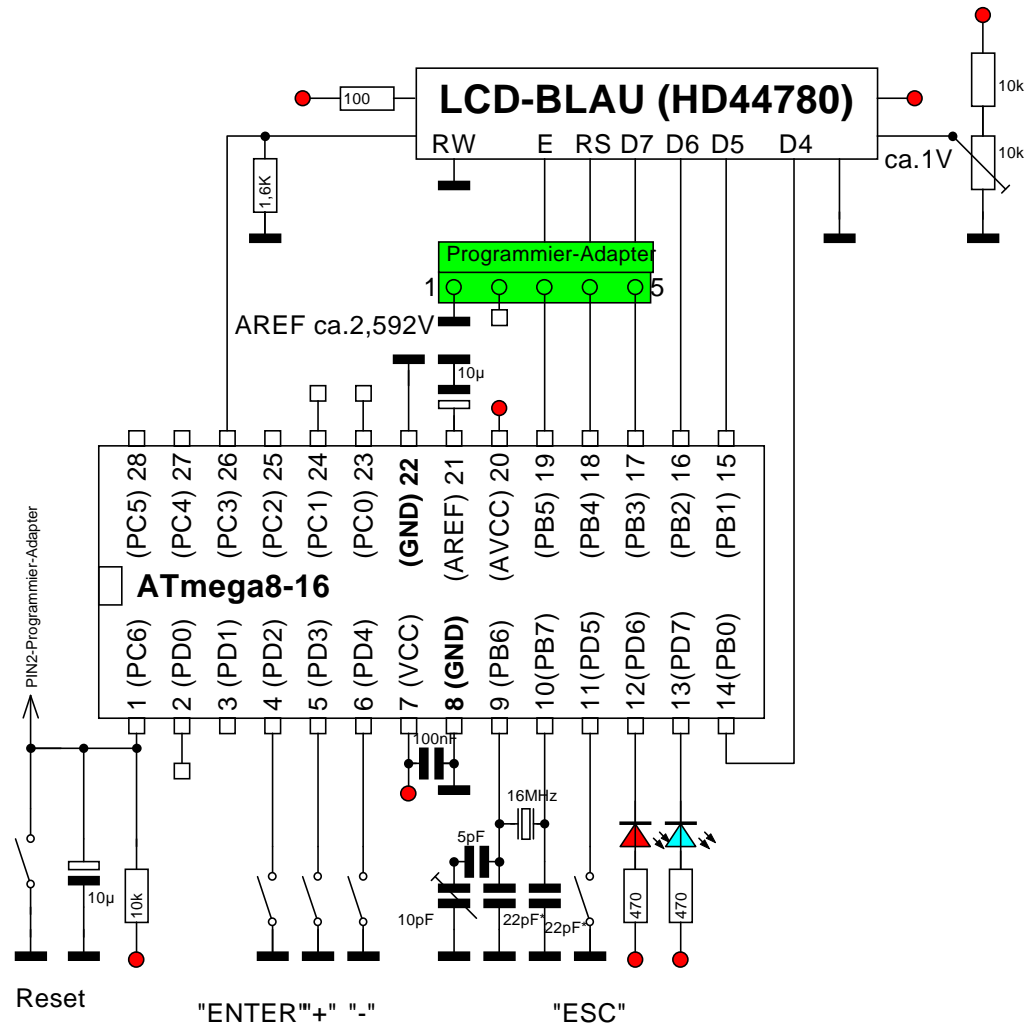 10k
100
LCD-BLAU (HD44780)
RW E RS D7 D6 D5 D4
ca.1V
10k
1,6K
Programmier-Adapter
1
5
AREF ca.2,592V
10µ
(PC5) 28
(PC4) 27
(PC3) 26
(PC2) 25
(PC1) 24
(PC0) 23
(GND) 22
(AREF) 21
(AVCC) 20
(PB5) 19
(PB4) 18
(PB3) 17
(PB2) 16
(PB1) 15
PIN2-Programmier-Adapter
ATmega8-16
1 (PC6)
2 (PD0)
3 (PD1)
4 (PD2)
5 (PD3)
6 (PD4)
7 (VCC)
8 (GND)
9 (PB6)
10(PB7)
11(PD5)
12(PD6)
13(PD7)
14(PB0)
100nF
16MHz
5pF
10µ
10k
10pF
22pF*
22pF*
470
470
Reset
"ENTER" "+" "-"
"ESC"